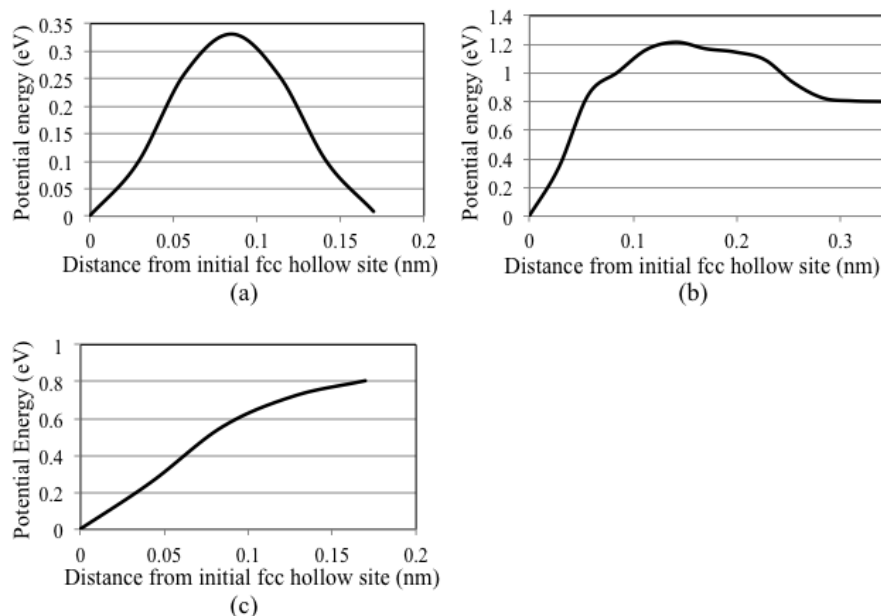 Potential energy (eV)
0.35
0.3
0.25
0.2
0.15
0.1
0.05
0
0 0.05 0.1 0.15 0.2
Distance from initial fcc hollow site (nm)
(a)
Potential energy (eV)
1.4
1.2
1
0.8
0.6
0.4
0.2
0
0 0.1 0.2 0.3
Distance from initial fcc hollow site (nm)
(b)
Potential Energy (eV)
1
0.8
0.6
0.4
0.2
0
0 0.05 0.1 0.15 0.2
Distance from initial fcc hollow site (nm)
(c)